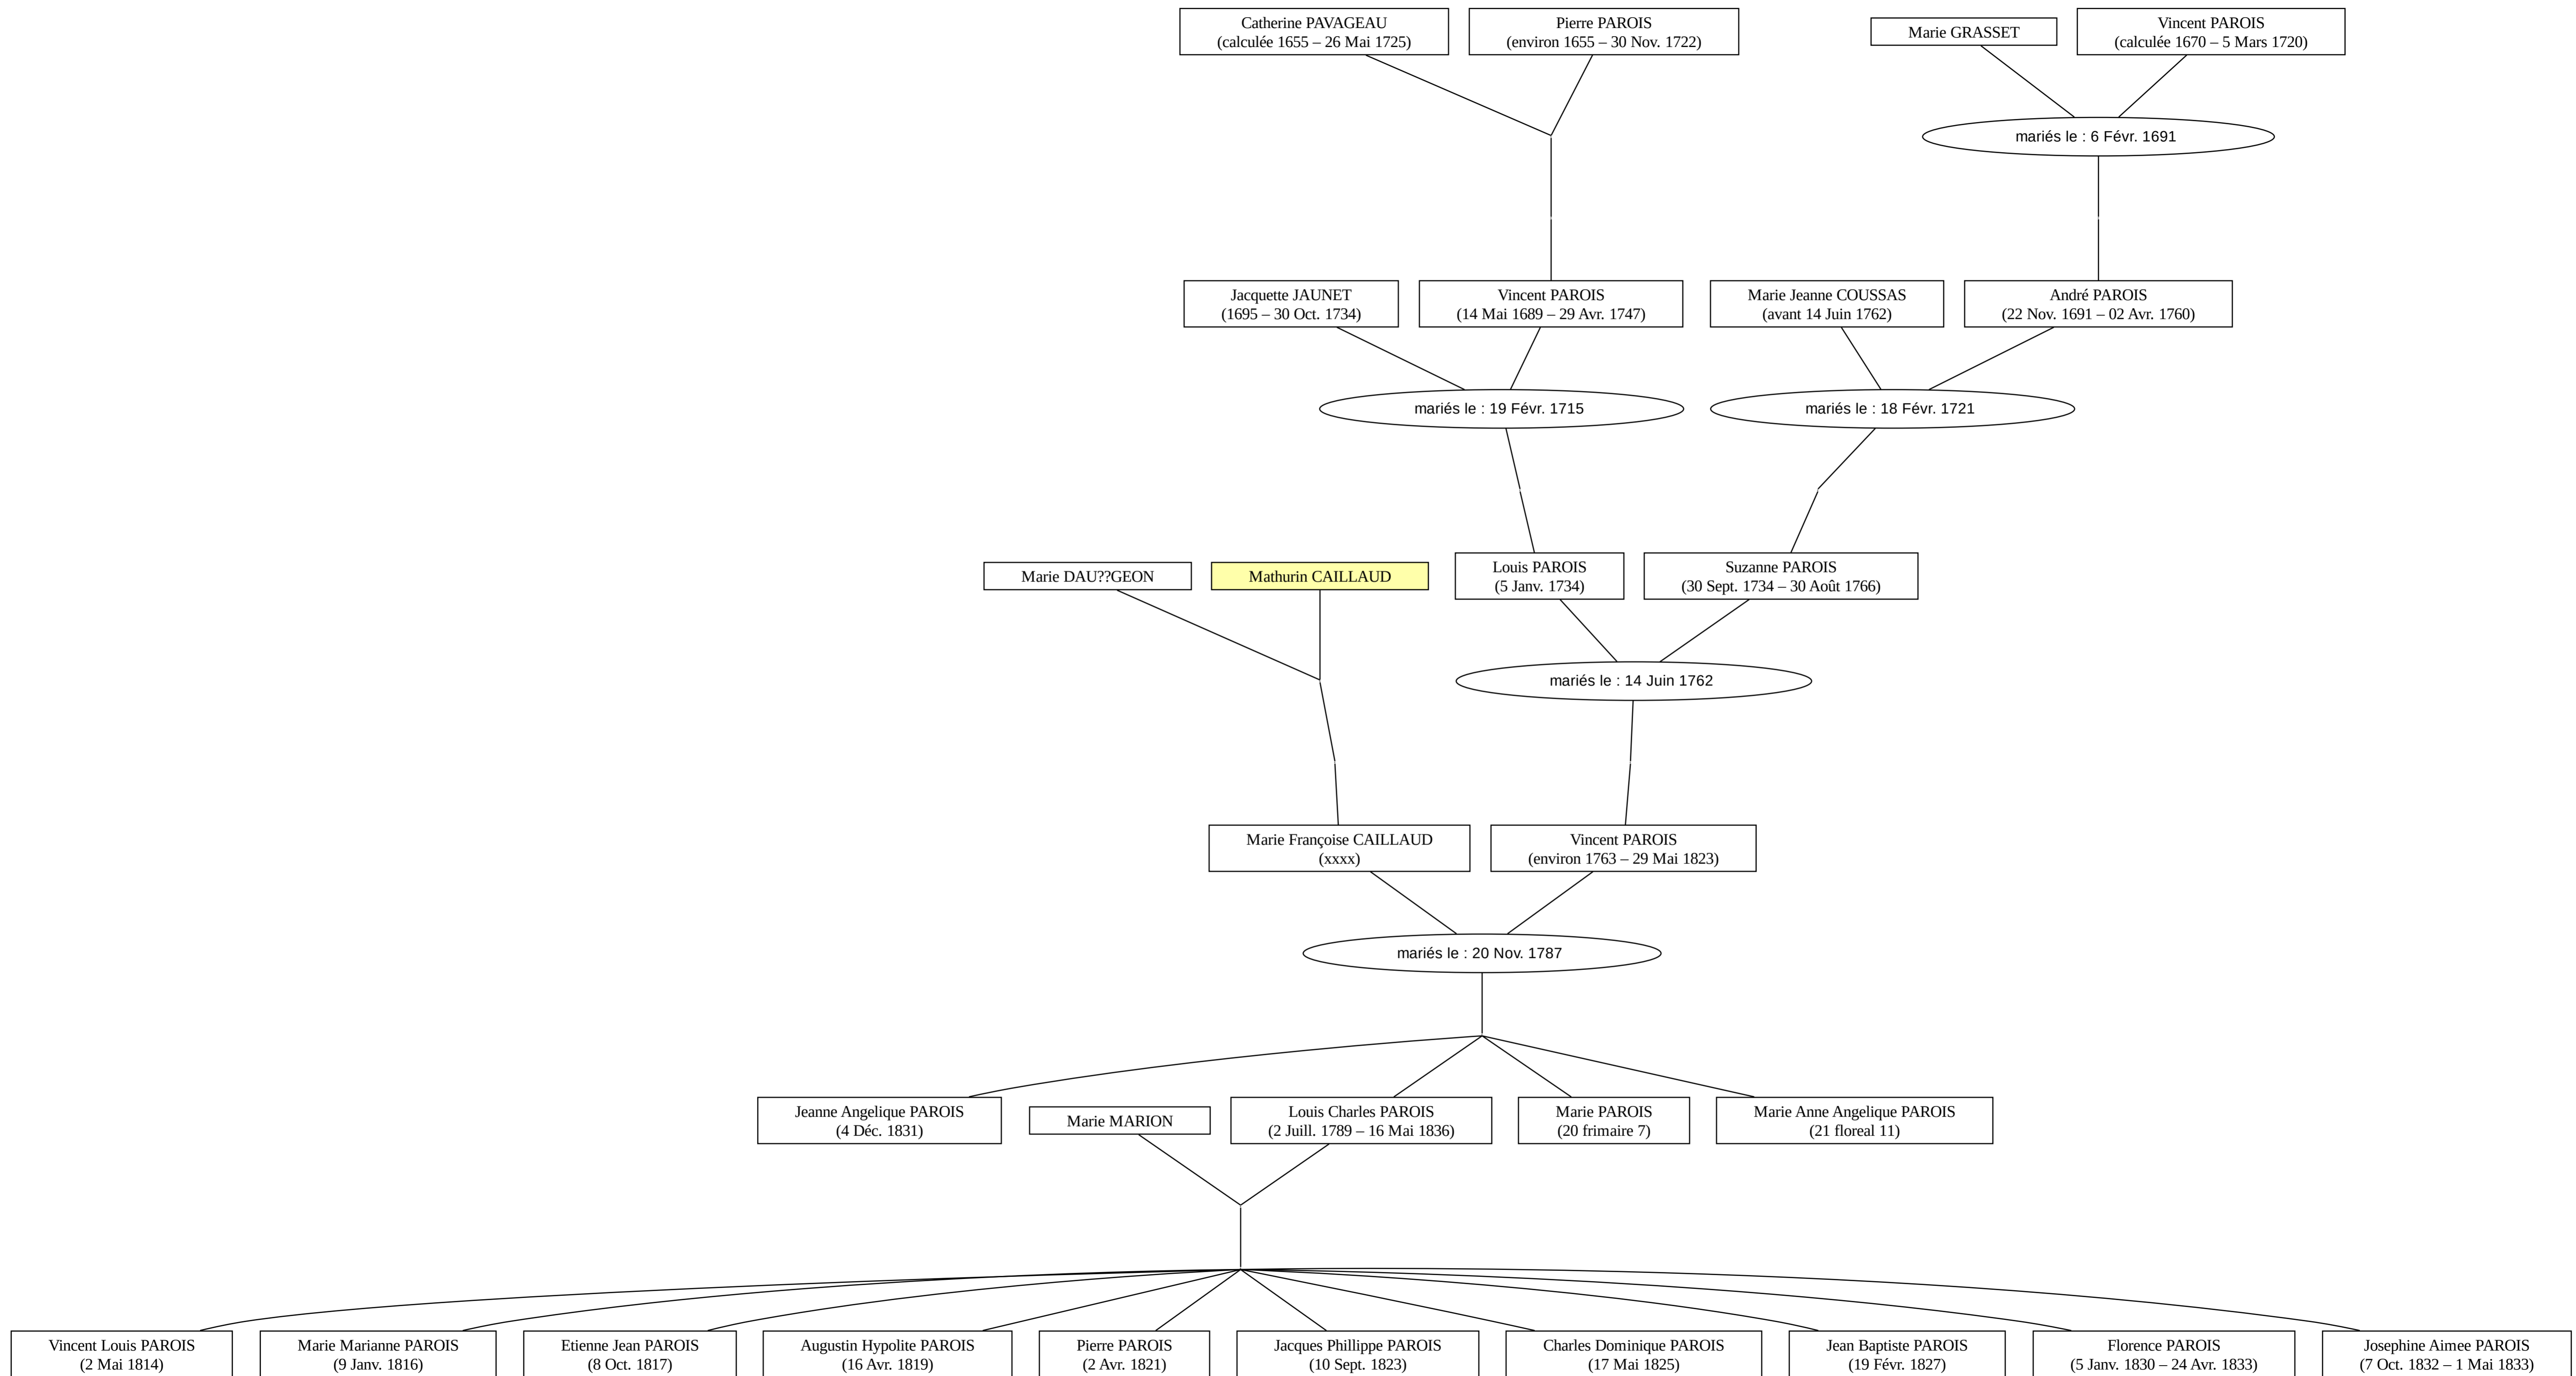 Catherine PAVAGEAU
(calculée 1655 – 26 Mai 1725)
Pierre PAROIS
(environ 1655 – 30 Nov. 1722)
Marie GRASSET
Vincent PAROIS
(calculée 1670 – 5 Mars 1720)
mariés le : 6 Févr. 1691
Jacquette JAUNET
(1695 – 30 Oct. 1734)
Vincent PAROIS
(14 Mai 1689 – 29 Avr. 1747)
Marie Jeanne COUSSAS
(avant 14 Juin 1762)
André PAROIS
(22 Nov. 1691 – 02 Avr. 1760)
mariés le : 19 Févr. 1715
mariés le : 18 Févr. 1721
Marie DAU??GEON
Mathurin CAILLAUD
Louis PAROIS
(5 Janv. 1734)
Suzanne PAROIS
(30 Sept. 1734 – 30 Août 1766)
mariés le : 14 Juin 1762
Marie Françoise CAILLAUD
(xxxx)
Vincent PAROIS
(environ 1763 – 29 Mai 1823)
mariés le : 20 Nov. 1787
Jeanne Angelique PAROIS
(4 Déc. 1831)
Marie MARION
Louis Charles PAROIS
(2 Juill. 1789 – 16 Mai 1836)
Marie PAROIS
(20 frimaire 7)
Marie Anne Angelique PAROIS
(21 floreal 11)
Vincent Louis PAROIS
(2 Mai 1814)
Marie Marianne PAROIS
(9 Janv. 1816)
Etienne Jean PAROIS
(8 Oct. 1817)
Augustin Hypolite PAROIS
(16 Avr. 1819)
Pierre PAROIS
(2 Avr. 1821)
Jacques Phillippe PAROIS
(10 Sept. 1823)
Charles Dominique PAROIS
(17 Mai 1825)
Jean Baptiste PAROIS
(19 Févr. 1827)
Florence PAROIS
(5 Janv. 1830 – 24 Avr. 1833)
Josephine Aimee PAROIS
(7 Oct. 1832 – 1 Mai 1833)